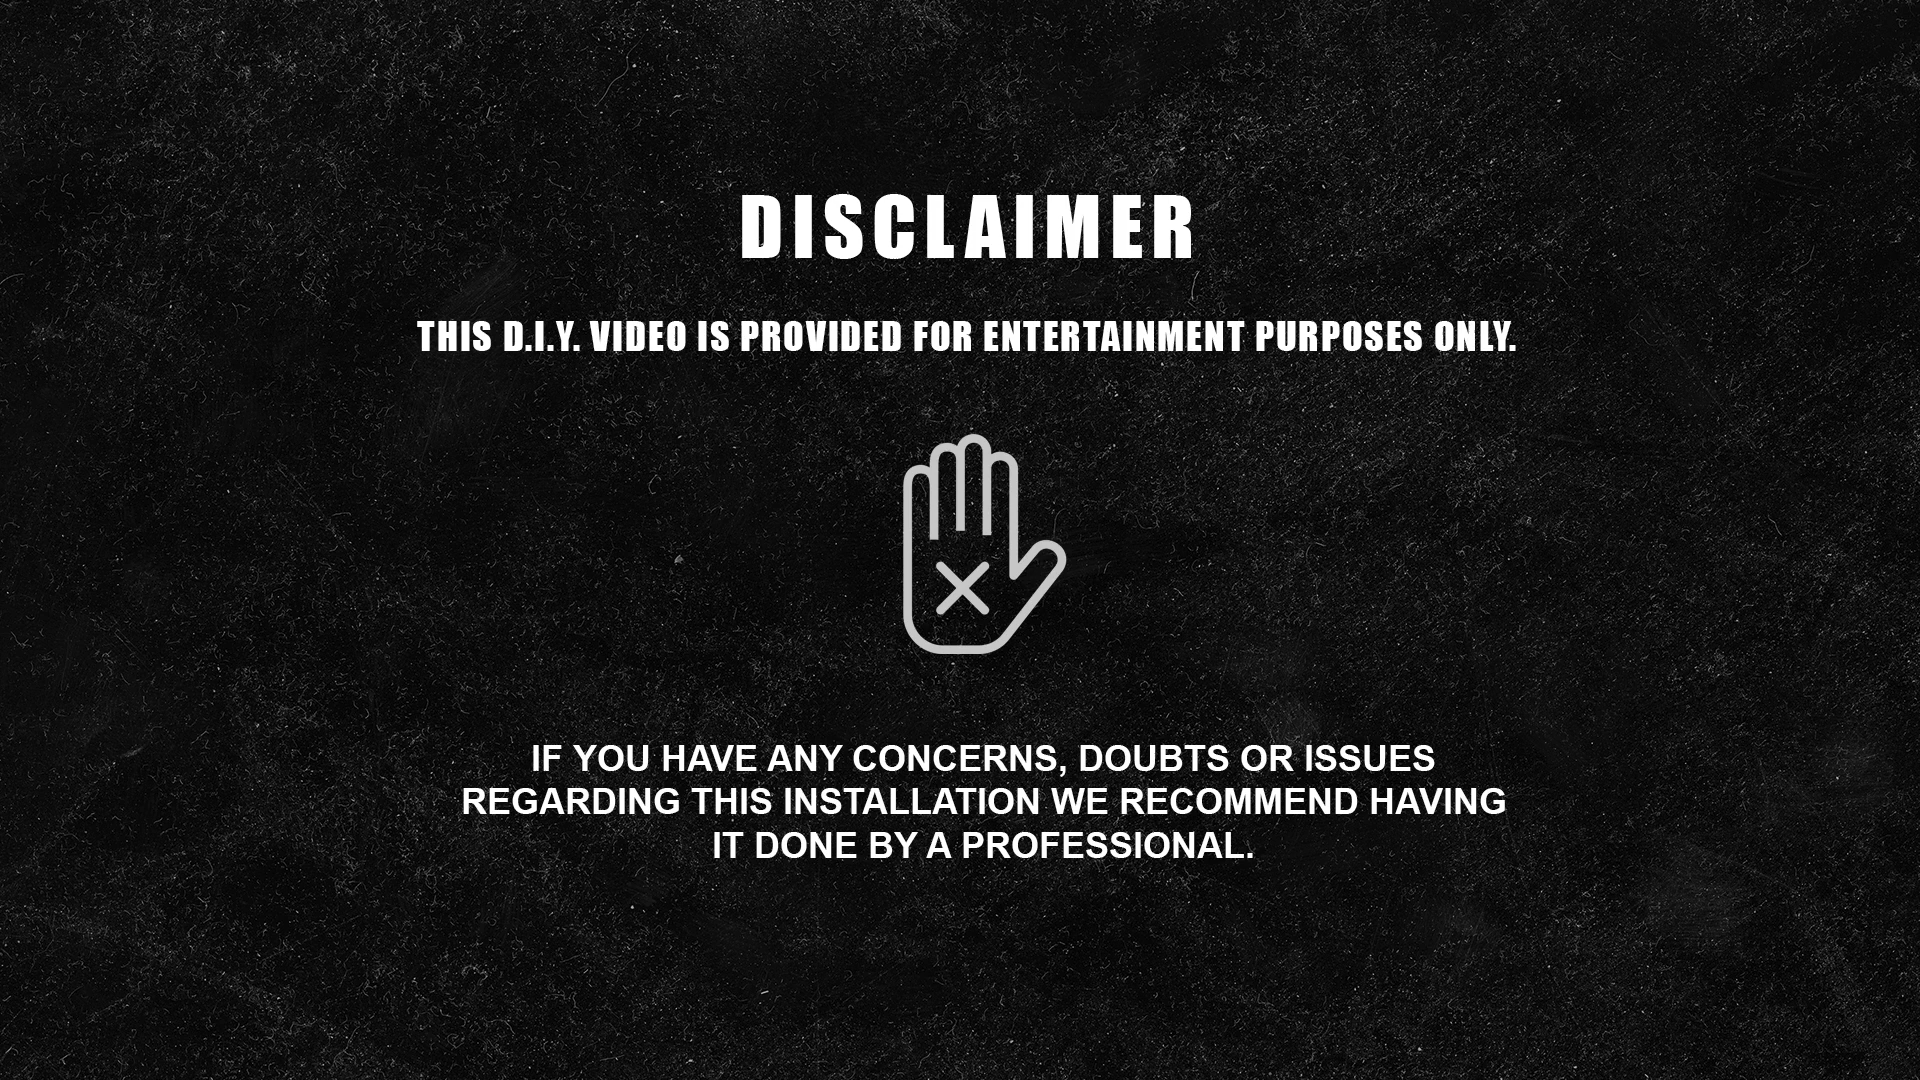 DISCLAIMER
THIS D.I.Y. VIDEO IS PROVIDED FOR ENTERTAINMENT PURPOSES ONLY.
IF YOU HAVE ANY CONCERNS, DOUBTS OR ISSUES
REGARDING THIS INSTALLATION WE RECOMMEND HAVING
IT DONE BY A PROFESSIONAL.